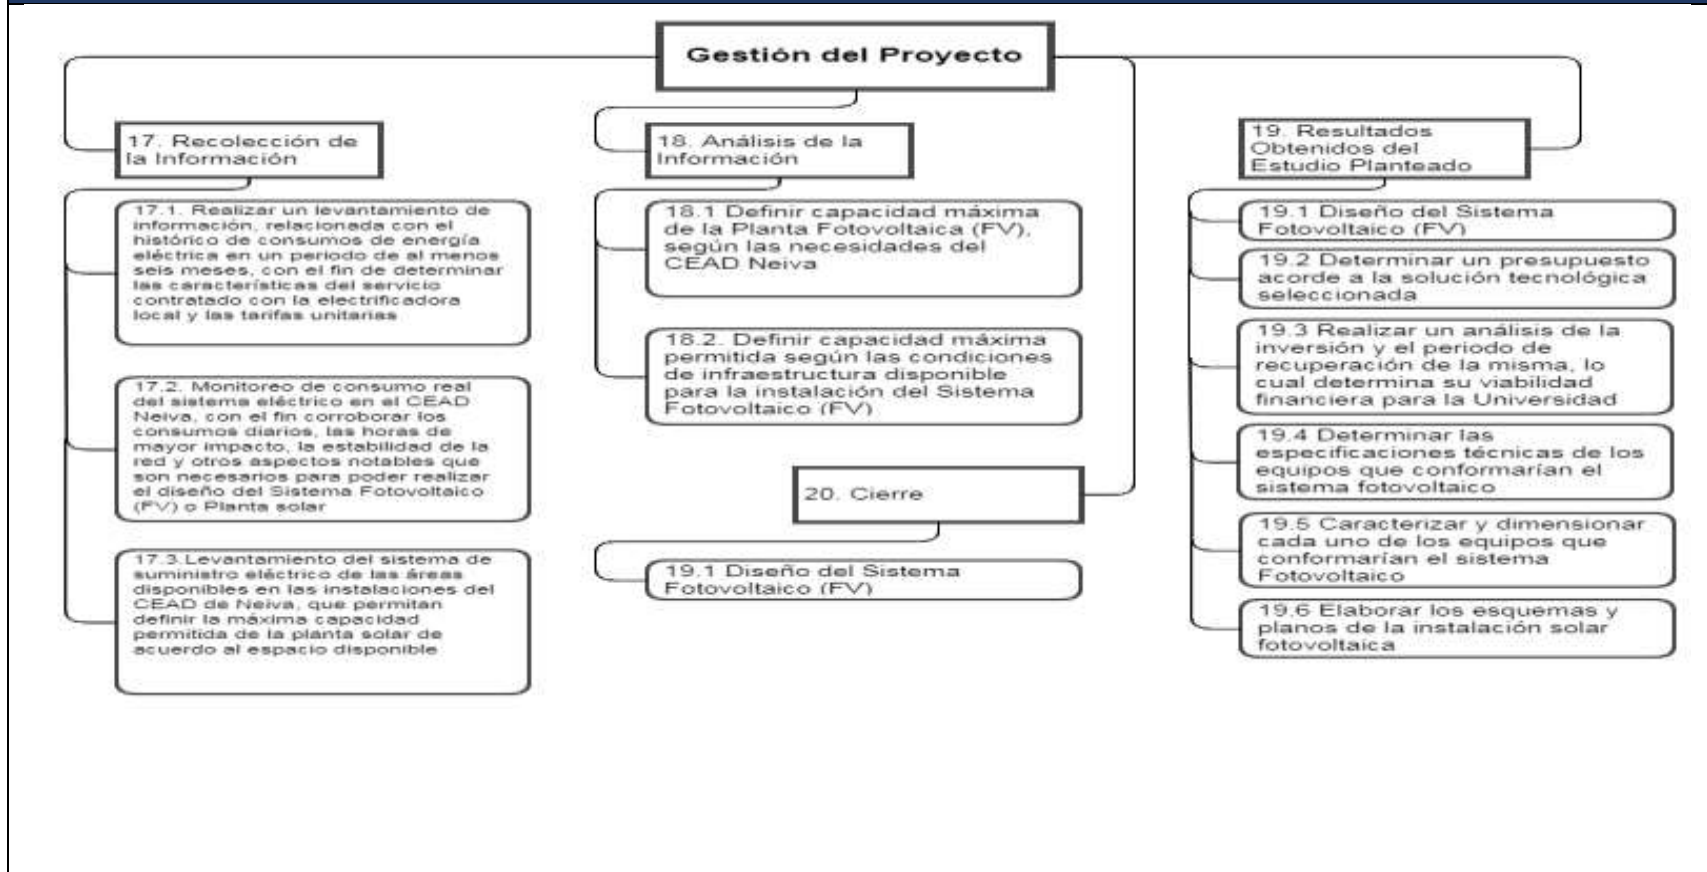 Gestión del Proyecto
17. Recolección de
la Información
17.1. Realizar un levantamiento de
información, relacionada con el
histórico de consumos de energía
eléctrica en un periodo de al menos
seis meses, con el fin de determinar
las características del servicio
contratado con la electrificadora
local y las tarifas unitarias
17.2. Monitoreo de consumo real
del sistema eléctrico en el CEAD
Neiva, con el fin corroborar los
consumos diarios, las horas de
mayor impacto, la estabilidad de la
red y otros aspectos notables que
son necesarios para poder realizar
el diseño del Sistema Fotovoltaico
(FV) o Planta solar
17.3.Levantamiento del sistema de
suministro eléctrico de las áreas
disponibles en las instalaciones del
CEAD de Neiva, que permitan
definir la máxima capacidad
permitida de la planta solar de
acuerdo al espacio disponible
18. Análisis de la
Información
18.1 Definir capacidad máxima
de la Planta Fotovoltaica (FV),
según las necesidades del
CEAD Neiva
18.2. Definir capacidad máxima
permitida según las condiciones
de infraestructura disponible
para la instalación del Sistema
Fotovoltaico (FV)
20. Cierre
19.1 Diseño del Sistema
Fotovoltaico (FV)
19. Resultados
Obtenidos del
Estudio Planteado
19.1 Diseño del Sistema
Fotovoltaico (FV)
19.2 Determinar un presupuesto
acorde a la solución tecnológica
seleccionada
19.3 Realizar un análisis de la
inversión y el periodo de
recuperación de la misma, lo
cual determina su viabilidad
financiera para la Universidad
19.4 Determinar las
especificaciones técnicas de los
equipos que conformarían el
sistema fotovoltaico
19.5 Caracterizar y dimensionar
cada uno de los equipos que
conformarían el sistema
Fotovoltaico
19.6 Elaborar los esquemas y
planos de la instalación solar
fotovoltaica